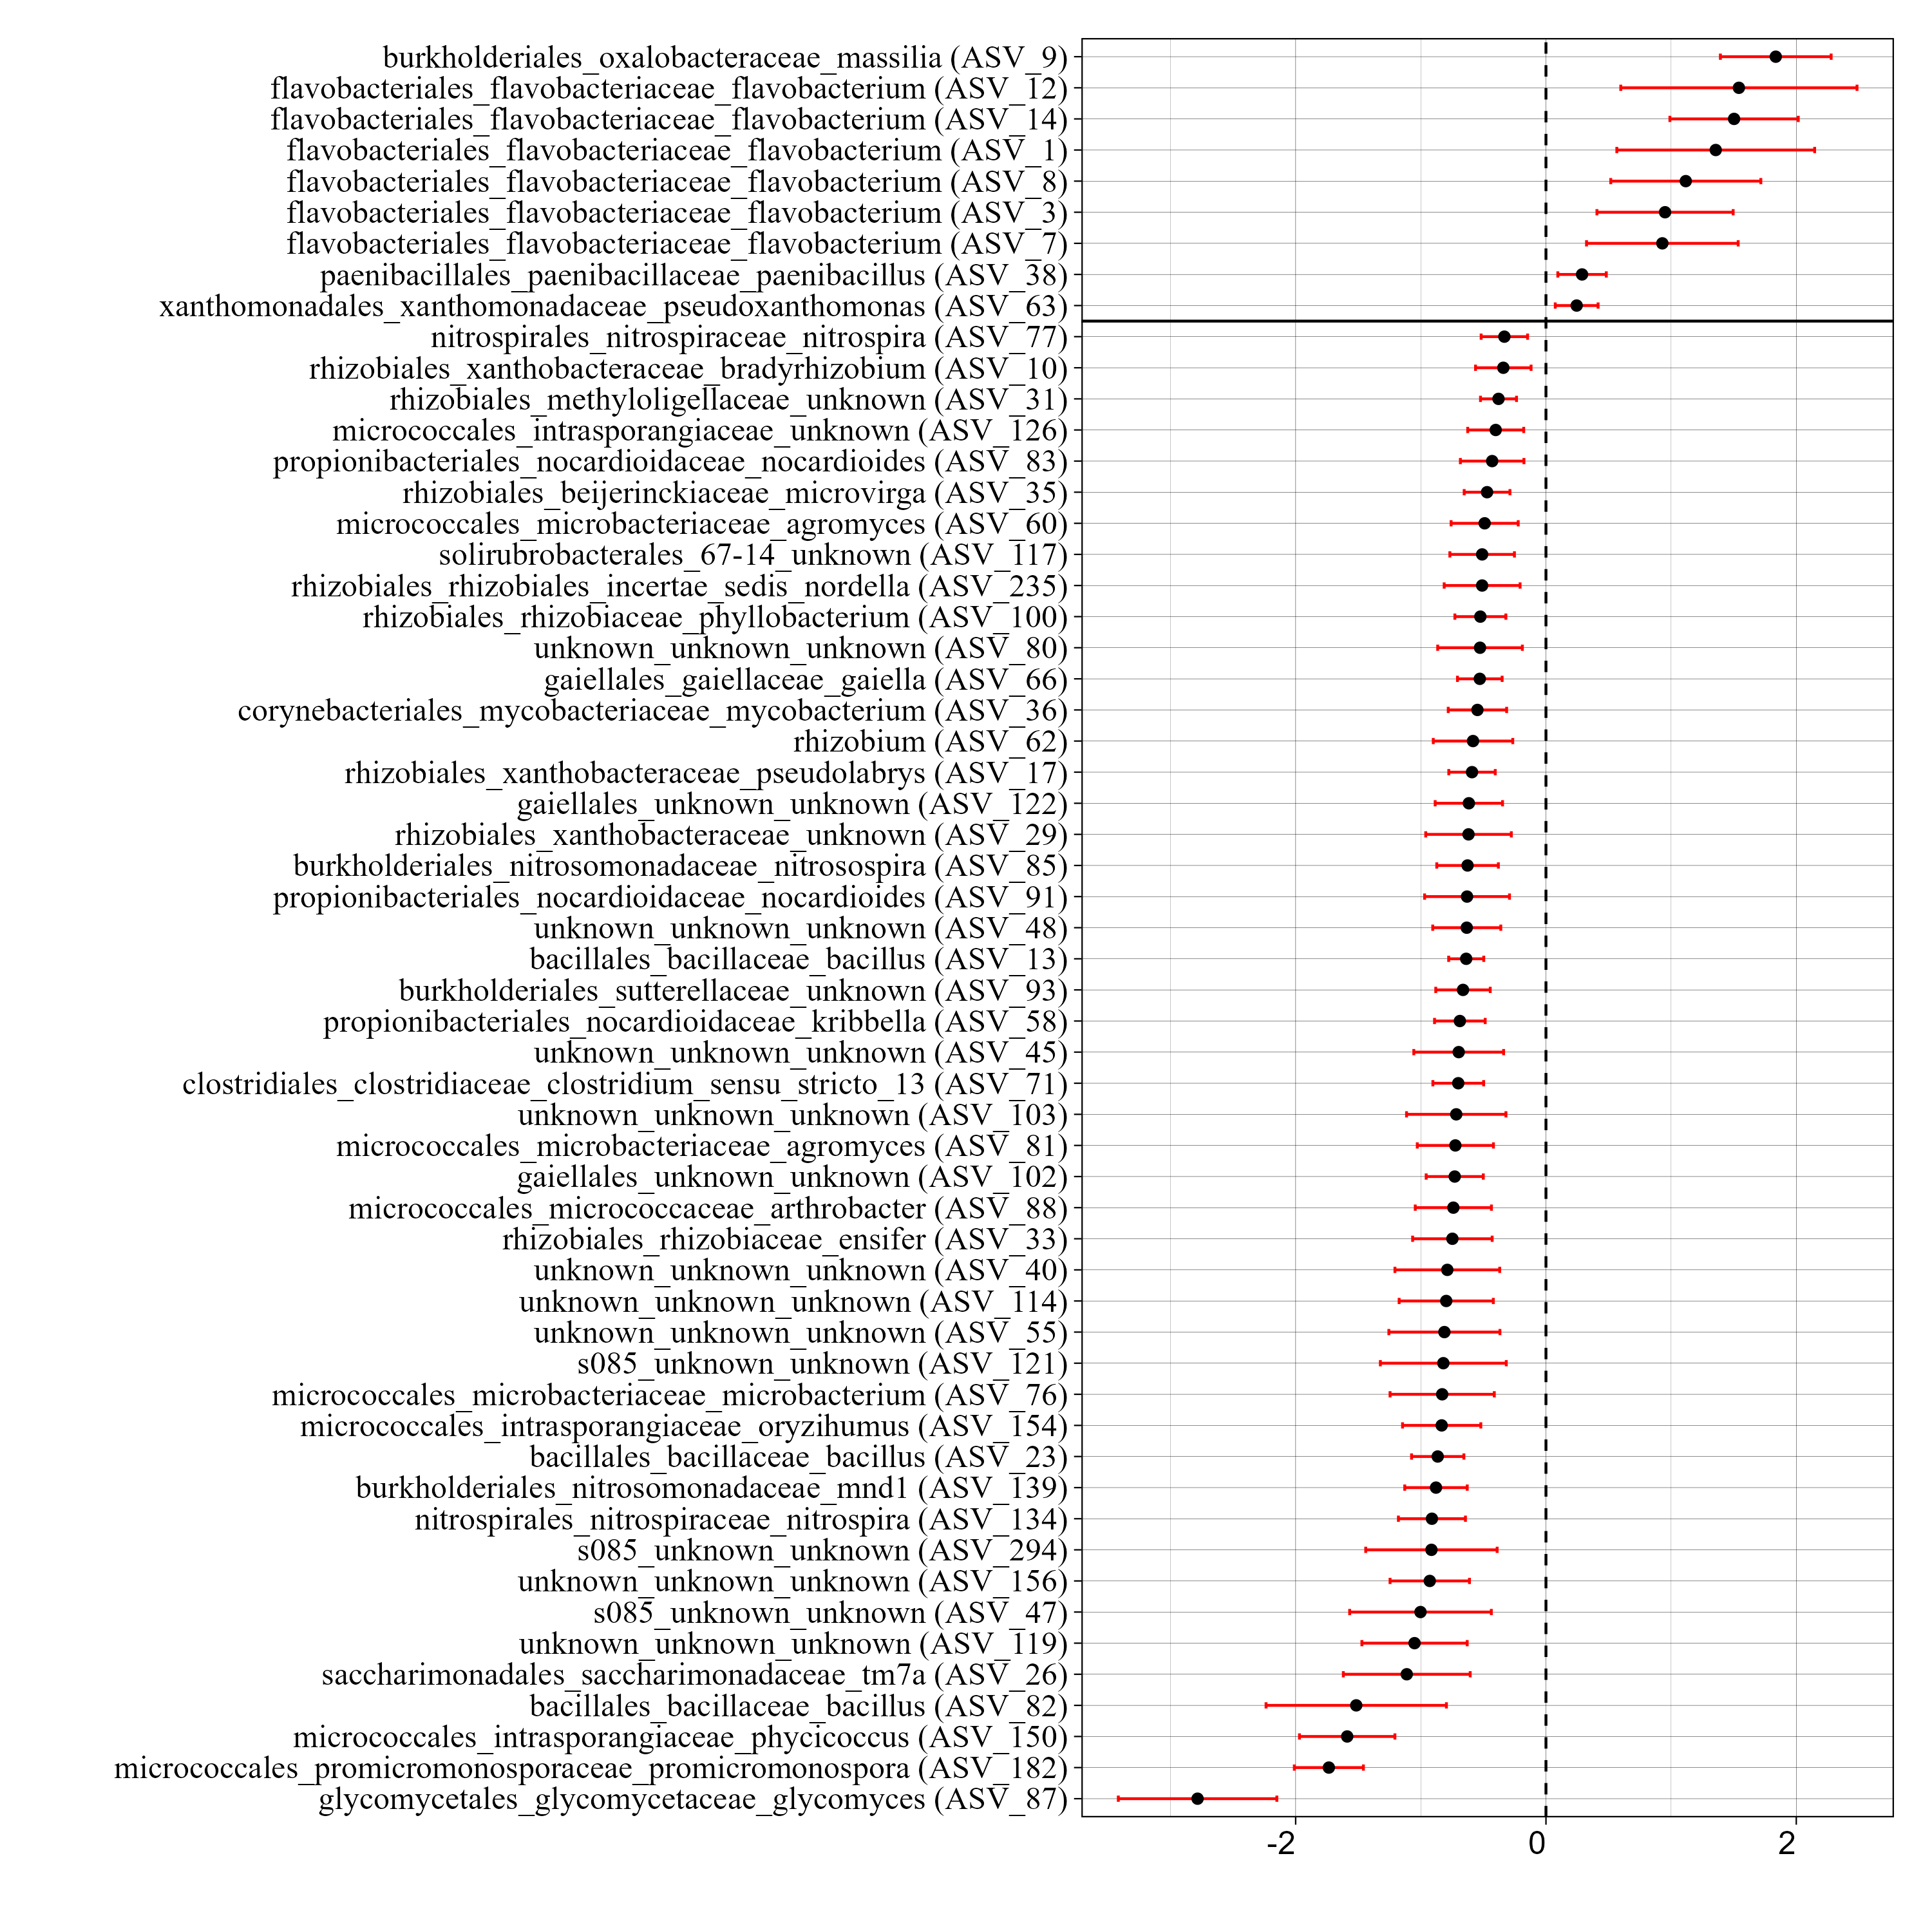 burkholderiales_oxalobacteraceae_massilia (ASV_9)
flavobacteriales_flavobacteriaceae_flavobacterium (ASV_12)
flavobacteriales_flavobacteriaceae_flavobacterium (ASV_14)
flavobacteriales_flavobacteriaceae_flavobacterium (ASV_1)
flavobacteriales_flavobacteriaceae_flavobacterium (ASV_8)
flavobacteriales_flavobacteriaceae_flavobacterium (ASV_3)
flavobacteriales_flavobacteriaceae_flavobacterium (ASV_7)
paenibacillales_paenibacillaceae_paenibacillus (ASV_38)
xanthomonadales_xanthomonadaceae_pseudoxanthomonas (ASV_63)
nitrospirales_nitrospiraceae_nitrospira (ASV_77)
rhizobiales_xanthobacteraceae_bradyrhizobium (ASV_10)
rhizobiales_methyloligellaceae_unknown (ASV_31)
micrococcales_intrasporangiaceae_unknown (ASV_126)
propionibacteriales_nocardioidaceae_nocardioides (ASV_83)
rhizobiales_beijerinckiaceae_microvirga (ASV_35)
micrococcales_microbacteriaceae_agromyces (ASV_60)
solirubrobacterales_67-14_unknown (ASV_117)
rhizobiales_rhizobiales_incertae_sedis_nordella (ASV_235)
rhizobiales_rhizobiaceae_phyllobacterium (ASV_100)
unknown_unknown_unknown (ASV_80)
gaiellales_gaiellaceae_gaiella (ASV_66)
corynebacteriales_mycobacteriaceae_mycobacterium (ASV_36)
rhizobium (ASV_62)
rhizobiales_xanthobacteraceae_pseudolabrys (ASV_17)
gaiellales_unknown_unknown (ASV_122)
rhizobiales_xanthobacteraceae_unknown (ASV_29)
burkholderiales_nitrosomonadaceae_nitrosospira (ASV_85)
propionibacteriales_nocardioidaceae_nocardioides (ASV_91)
unknown_unknown_unknown (ASV_48)
bacillales_bacillaceae_bacillus (ASV_13)
burkholderiales_sutterellaceae_unknown (ASV_93)
propionibacteriales_nocardioidaceae_kribbella (ASV_58)
unknown_unknown_unknown (ASV_45)
clostridiales_clostridiaceae_clostridium_sensu_stricto_13 (ASV_71)
unknown_unknown_unknown (ASV_103)
micrococcales_microbacteriaceae_agromyces (ASV_81)
gaiellales_unknown_unknown (ASV_102)
micrococcales_micrococcaceae_arthrobacter (ASV_88)
rhizobiales_rhizobiaceae_ensifer (ASV_33)
unknown_unknown_unknown (ASV_40)
unknown_unknown_unknown (ASV_114)
unknown_unknown_unknown (ASV_55)
s085_unknown_unknown (ASV_121)
micrococcales_microbacteriaceae_microbacterium (ASV_76)
micrococcales_intrasporangiaceae_oryzihumus (ASV_154)
bacillales_bacillaceae_bacillus (ASV_23)
burkholderiales_nitrosomonadaceae_mnd1 (ASV_139)
nitrospirales_nitrospiraceae_nitrospira (ASV_134)
s085_unknown_unknown (ASV_294)
unknown_unknown_unknown (ASV_156)
s085_unknown_unknown (ASV_47)
unknown_unknown_unknown (ASV_119)
saccharimonadales_saccharimonadaceae_tm7a (ASV_26)
bacillales_bacillaceae_bacillus (ASV_82)
micrococcales_intrasporangiaceae_phycicoccus (ASV_150)
micrococcales_promicromonosporaceae_promicromonospora (ASV_182)
glycomycetales_glycomycetaceae_glycomyces (ASV_87)
-2 0 2